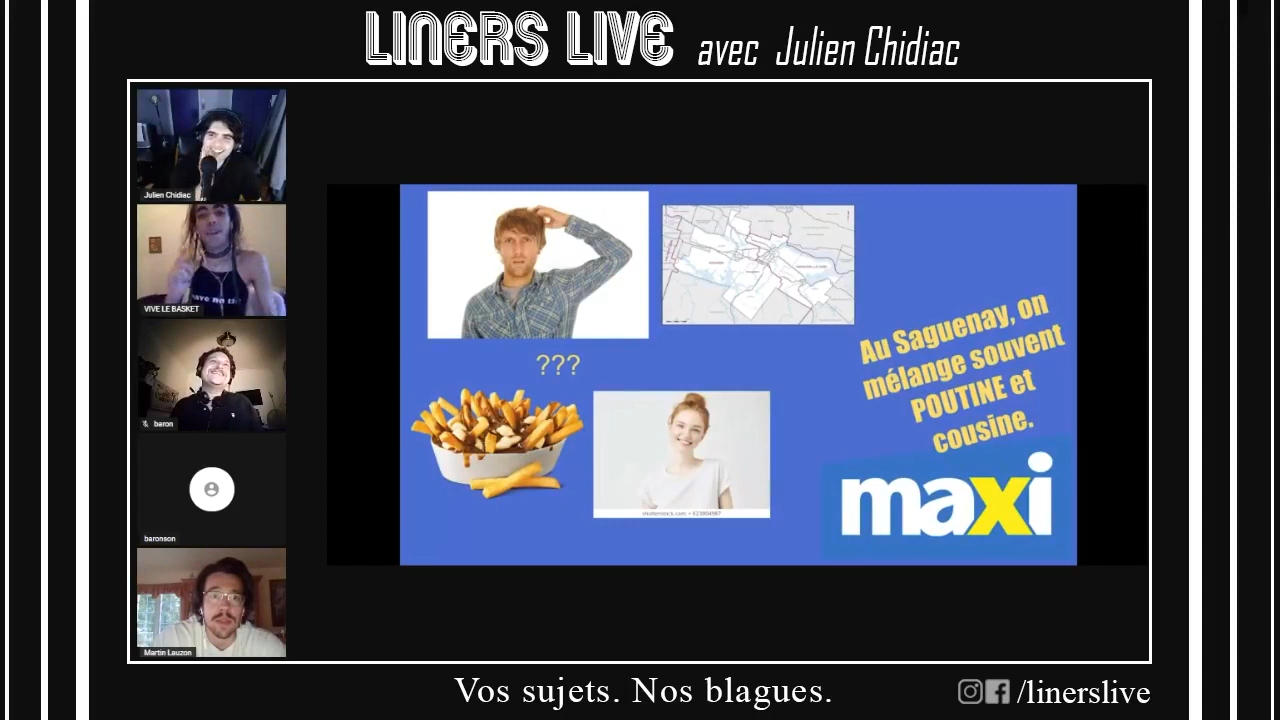 LINERS LIVE avec Julien Chidiac
Julien Chidiac
VIVE LE BASKET
baron
baronson
Martin Lauzon
???
Au Saguenay, on
mélange souvent
POUTINE et
cousine.
maxi
Vos sujets. Nos blagues.
/linerslive